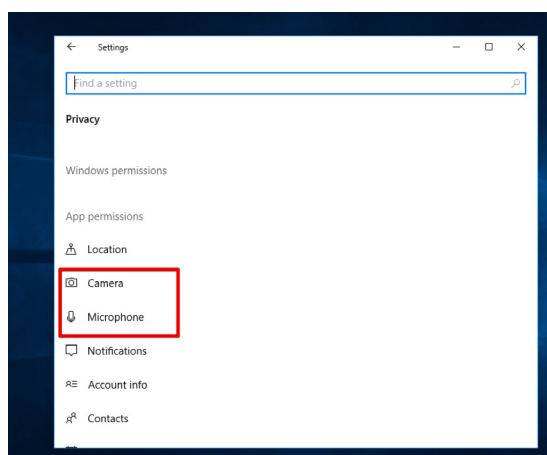 Settings
Find a setting
Privacy
Windows permissions
App permissions
Location
Camera
Microphone
Notifications
Account info
Contacts